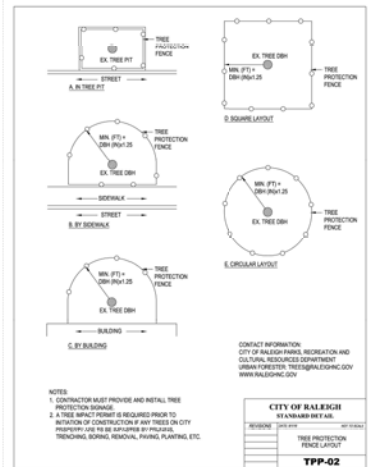 TREE
PROTECTION
FENCE
EX. TREE PIT
STREET
A. IN TREE PIT
EX. TREE DBH
MIN. (FT) =
DBH (IN)x1.25
TREE
PROTECTION
FENCE
D. SQUARE LAYOUT
MIN. (FT) =
DBH (IN)x1.25
TREE
PROTECTION
FENCE
EX. TREE DBH
SIDEWALK
STREET
B. BY SIDEWALK
MIN. (FT) =
DBH (IN)x1.25
EX. TREE DBH
TREE
PROTECTION
FENCE
E. CIRCULAR LAYOUT
MIN. (FT) =
DBH (IN)x1.25
TREE
PROTECTION
FENCE
EX. TREE DBH
BUILDING
C. BY BUILDING
CONTACT INFORMATION:
CITY OF RALEIGH PARKS, RECREATION AND
CULTURAL RESOURCES DEPARTMENT
URBAN FORESTER: TREES@RALEIGHNC.GOV
WWW.RALEIGHNC.GOV
NOTES:
1. CONTRACTOR MUST PROVIDE AND INSTALL TREE
PROTECTION SIGNAGE.
2. A TREE IMPACT PERMIT IS REQUIRED PRIOR TO
INITIATION OF CONSTRUCTION IF ANY TREES ON CITY
PROPERTY ARE TO BE IMPACTED BY PRUNING,
TRENCHING, BORING, REMOVAL, PAVING, PLANTING, ETC.
CITY OF RALEIGH
STANDARD DETAIL
REVISIONS
NOT TO SCALE
TREE PROTECTION
FENCE LAYOUT
TPP-02